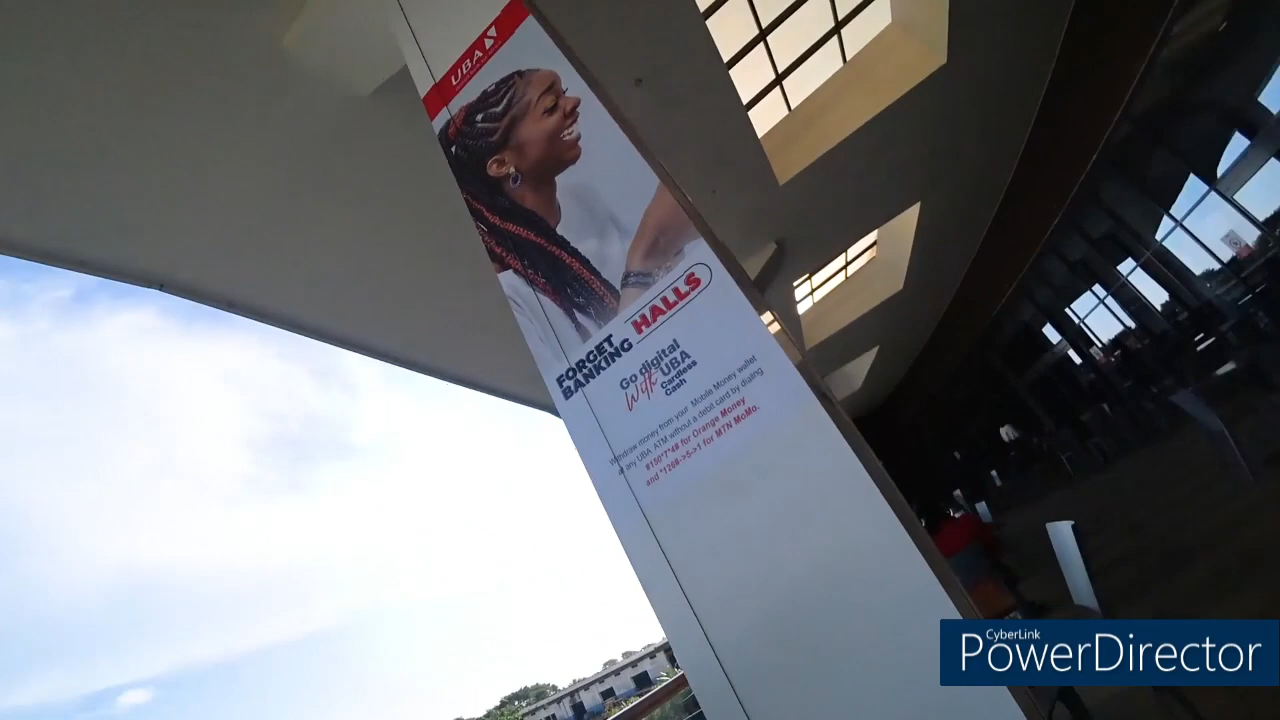 UBA
FORGET
BANKING HALLS
Go digital
With UBA
Cardless
Cash
Withdraw money from your Mobile Money wallet
at any UBA ATM without a debit card by dialing
#150*7*4# for Orange Money
and *126#->5->1 for MTN MoMo.
CyberLink
PowerDirector